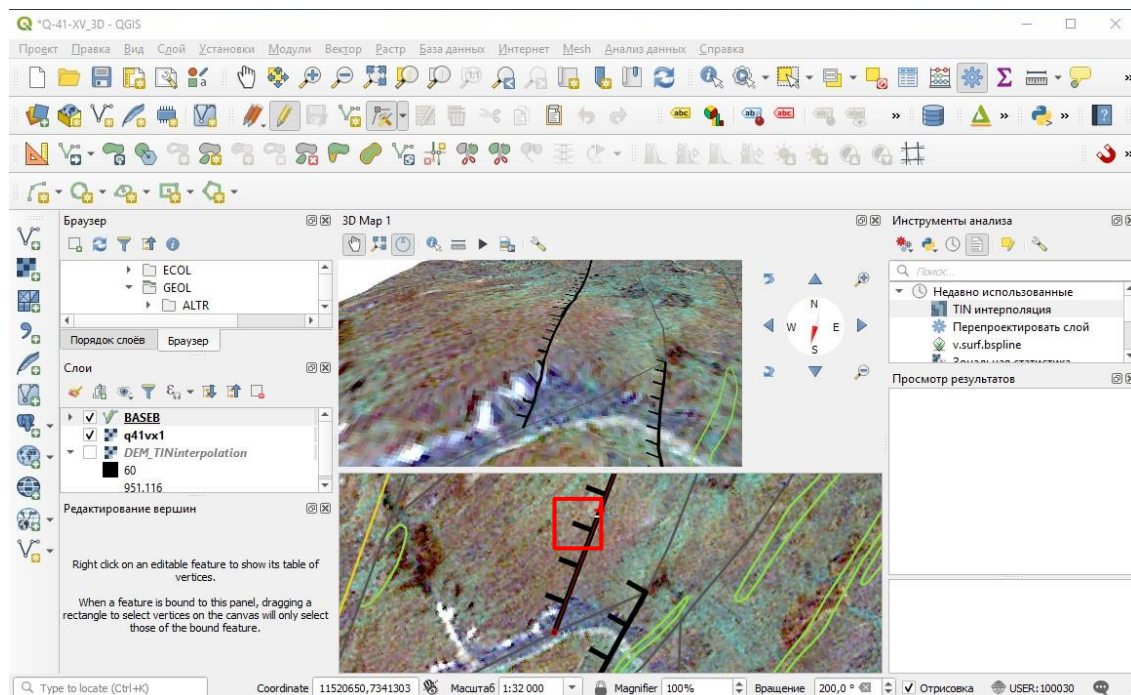 *Q-41-XV_3D - QGIS
Проект Правка Вид Слой Установки Модули Вектор Растр База данных Интернет Mesh Анализ данных Справка
Браузер
3D Map 1
Инструменты анализа
ECOL
GEOL
ALTR
Порядок слоёв Браузер
N
W E
S
Поиск...
Недавно использованные
TIN интерполяция
Перепроектировать слой
v.surf.bspline
Зональная статистика
Слои
Просмотр результатов
BASEB
q41vx1
DEM_TINinterpolation
60
951.116
Редактирование вершин
Right click on an editable feature to show its table of
vertices.
When a feature is bound to this panel, dragging a
rectangle to select vertices on the canvas will only select
those of the bound feature.
Type to locate (Ctrl+K) Coordinate 11520650,7341303 Масштаб 1:32 000 Magnifier 100% Вращение 200,0 ° Отрисовка USER:100030